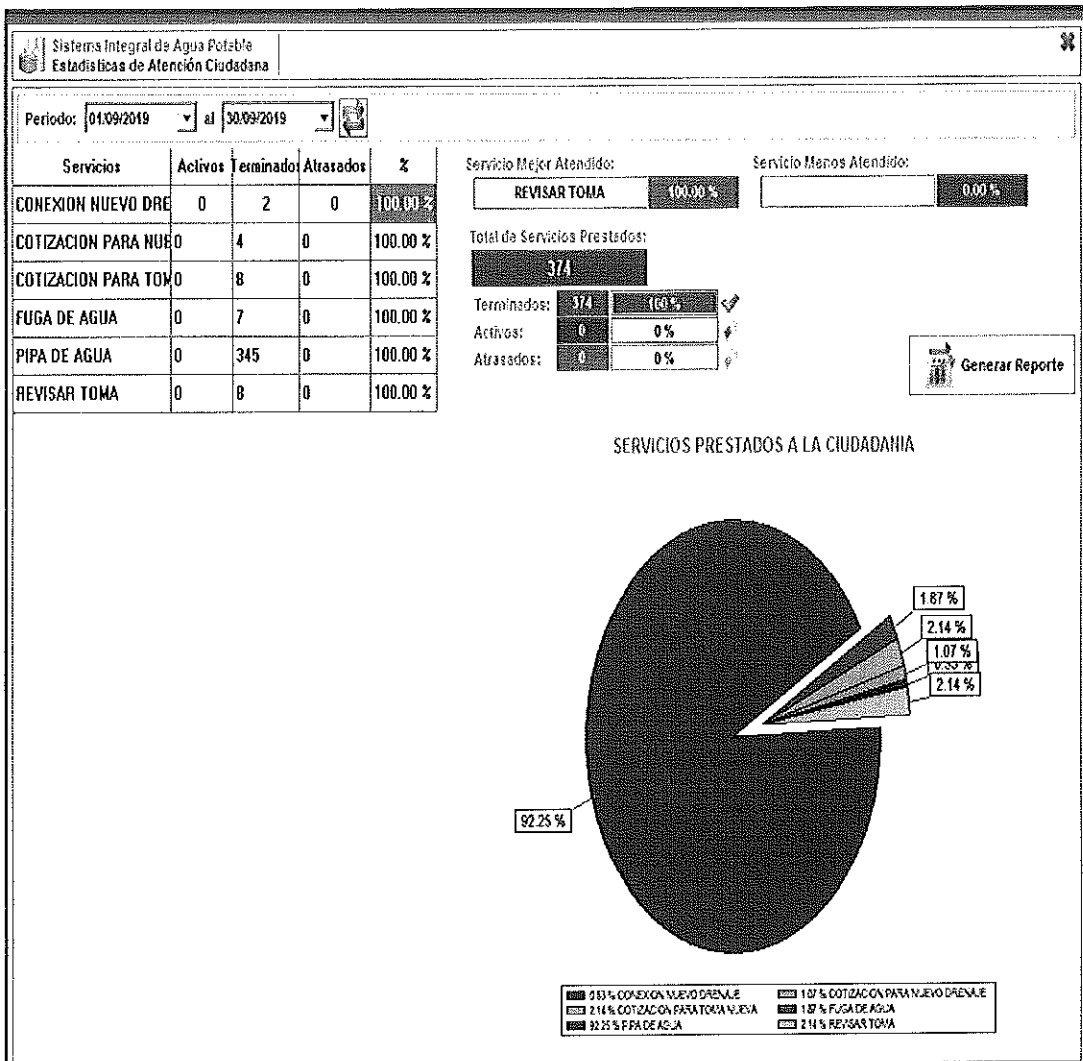 Sistema Integral de Agua Potable
Estadísticas de Atención Ciudadana
Periodo: 01/09/2019 al 30/09/2019
Servicios Activos Terminados Atrasados %
CONEXION NUEVO DRE 0 2 0 100.00 %
COTIZACION PARA NUE 0 4 0 100.00 %
COTIZACION PARA TOM 0 8 0 100.00 %
FUGA DE AGUA 0 7 0 100.00 %
PIPA DE AGUA 0 345 0 100.00 %
REVISAR TOMA 0 8 0 100.00 %
Servicio Mejor Atendido:
REVISAR TOMA 100.00 %
Servicio Menos Atendido:
0.00 %
Total de Servicios Prestados:
374
Terminados: 374 100 %
Activos: 0 0 %
Atrasados: 0 0 %
Generar Reporte
SERVICIOS PRESTADOS A LA CIUDADANIA
1.87 %
2.14 %
1.07 %
2.14 %
92.25 %
% CONEXION NUEVO DRENAJE
1.07 % COTIZACION PARA NUEVO DRENAJE
2.14 % COTIZACION PARA TOMA NUEVA
1.87 % FUGA DE AGUA
92.25 % PIPA DE AGUA
2.14 % REVISAR TOMA